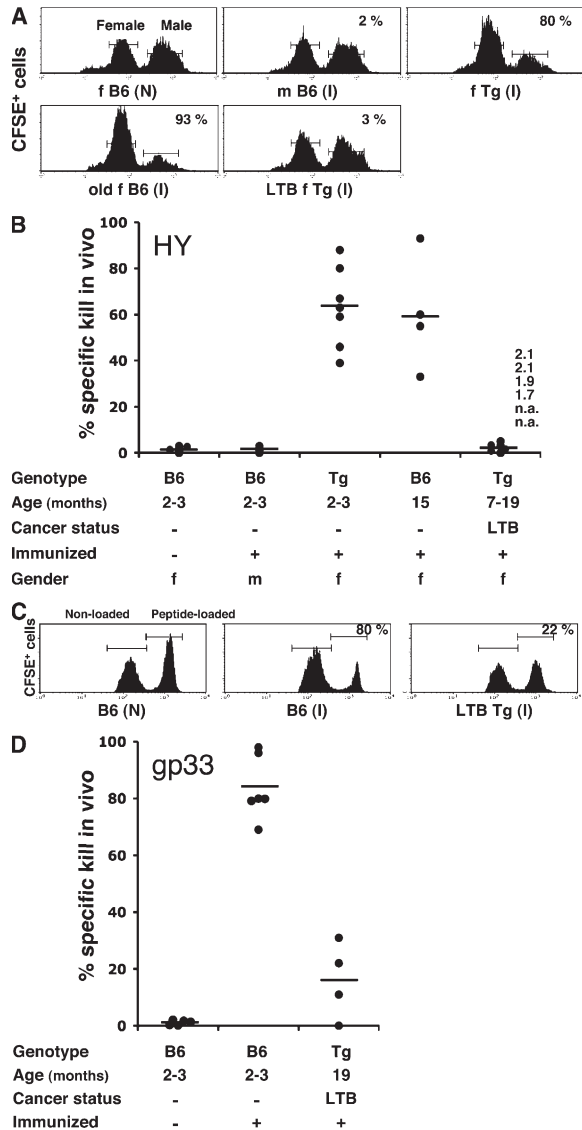 A
CFSE+ cells
Female Male
f B6 (N)
2 %
m B6 (I)
80 %
f Tg (I)
93 %
old f B6 (I)
3 %
LTB f Tg (I)
B
HY
% specific kill in vivo
100
80
60
40
20
0
2.1
2.1
1.9
1.7
n.a.
n.a.
Genotype B6 B6 Tg B6 Tg
Age (months) 2-3 2-3 2-3 15 7-19
Cancer status - - - - LTB
Immunized - + + + +
Gender f m f f f
C
CFSE+ cells
Non-loaded Peptide-loaded
B6 (N)
80 %
B6 (I)
22 %
LTB Tg (I)
D
gp33
% specific kill in vivo
100
80
60
40
20
0
Genotype B6 B6 Tg
Age (months) 2-3 2-3 19
Cancer status - - LTB
Immunized - + +